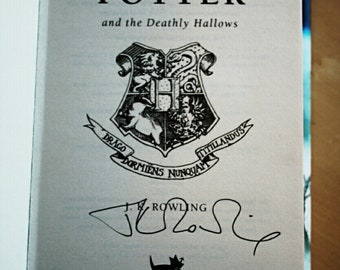 POTTER
and the Deathly Hallows
H
DRACO DORMIENS NUNQUAM TITILLANDUS
J. K. ROWLING